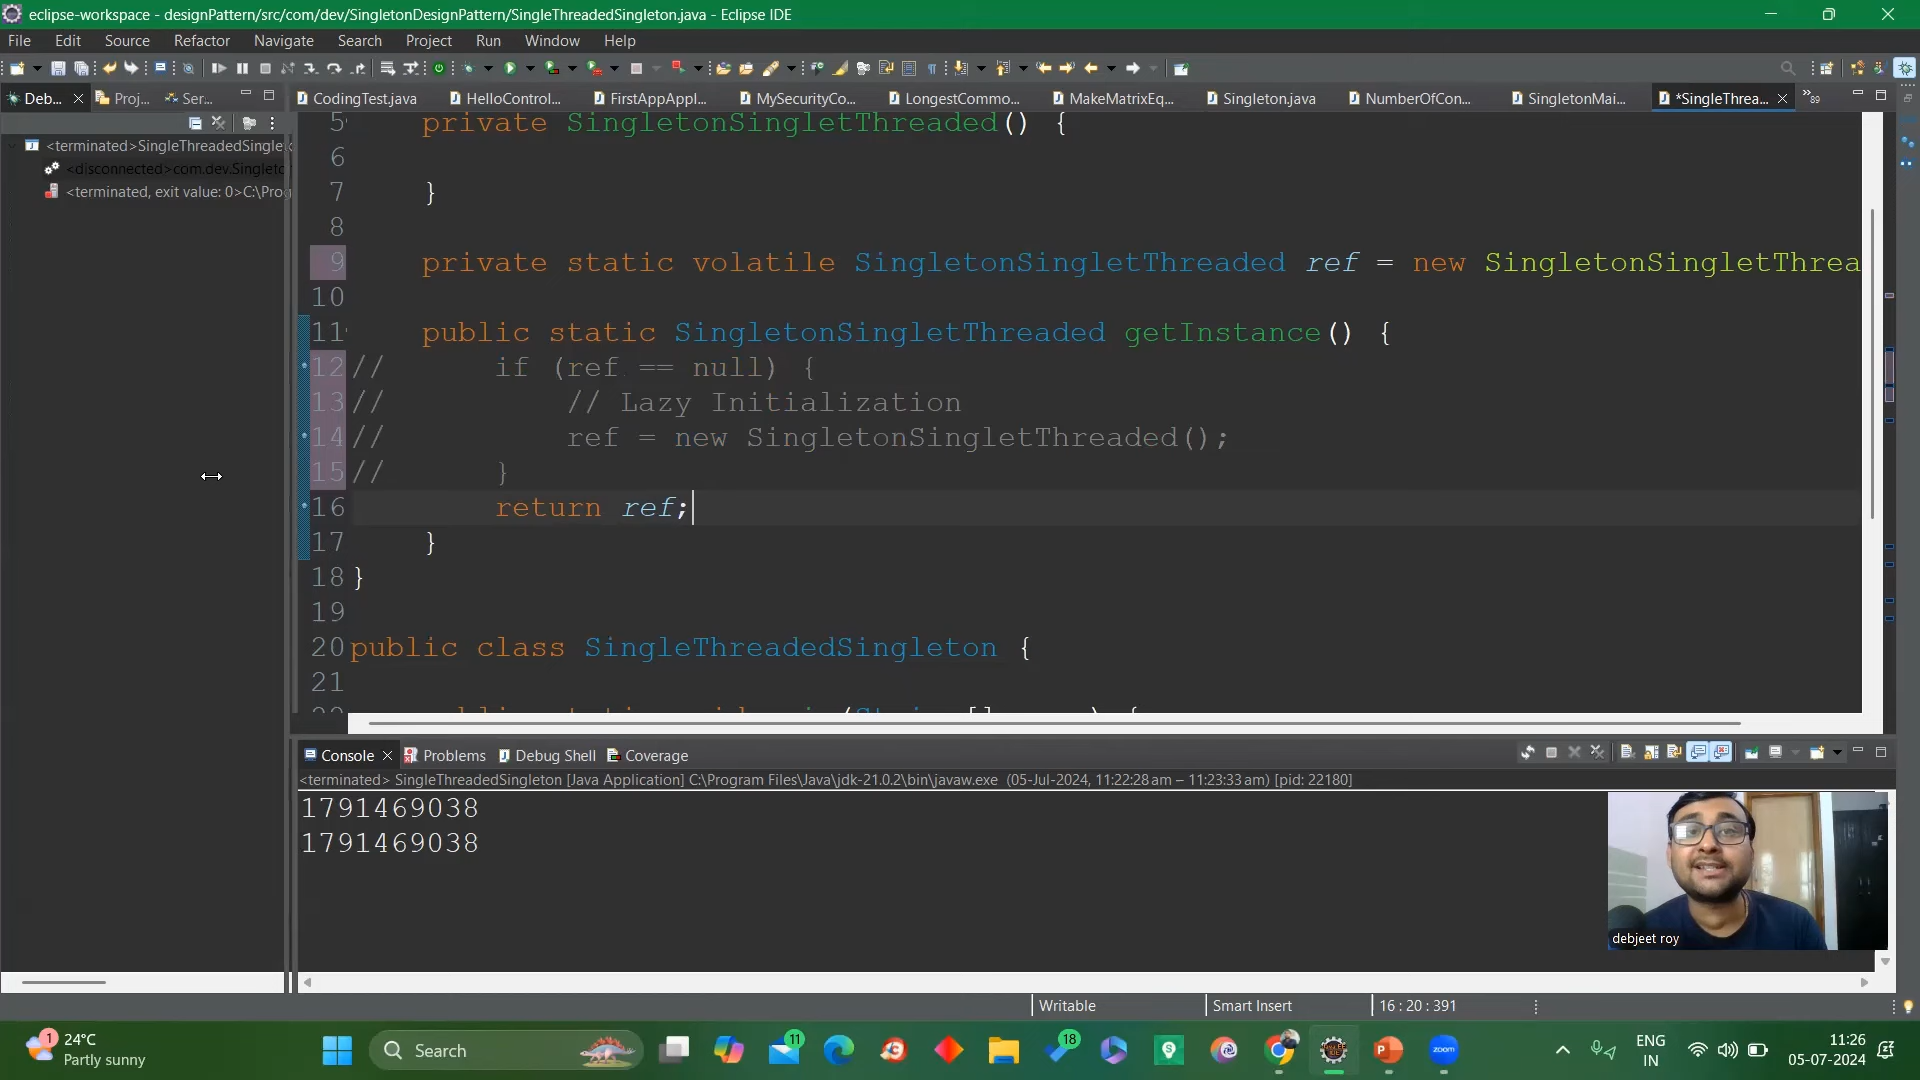 eclipse-workspace - designPattern/src/com/dev/SingletonDesignPattern/SingleThreadedSingleton.java - Eclipse IDE
File Edit Source Refactor Navigate Search Project Run Window Help
Deb... Proj... Ser... CodingTest.java HelloControl... FirstAppAppl... MySecurityCo... LongestCommo... MakeMatrixEq... Singleton.java NumberOfCon... SingletonMai... *SingleThrea... »89
<terminated>SingleThreadedSingle
<disconnected>com.dev.Singleto
<terminated, exit value: 0>C:\Prog
5 private SingletonSingletThreaded() {
6
7 }
8
9 private static volatile SingletonSingletThreaded ref = new SingletonSingletThrea
10
11 public static SingletonSingletThreaded getInstance() {
12 // if (ref == null) {
13 // // Lazy Initialization
14 // ref = new SingletonSingletThreaded();
15 // }
16 return ref;
17 }
18 }
19
20 public class SingleThreadedSingleton {
21
Console Problems Debug Shell Coverage
<terminated> SingleThreadedSingleton [Java Application] C:\Program Files\Java\jdk-21.0.2\bin\javaw.exe (05-Jul-2024, 11:22:28 am – 11:23:33 am) [pid: 22180]
1791469038
1791469038
debjeet roy
Writable Smart Insert 16 : 20 : 391
1 24°C
Partly sunny
Search
11
18
zoom
ENG
IN
11:26
05-07-2024